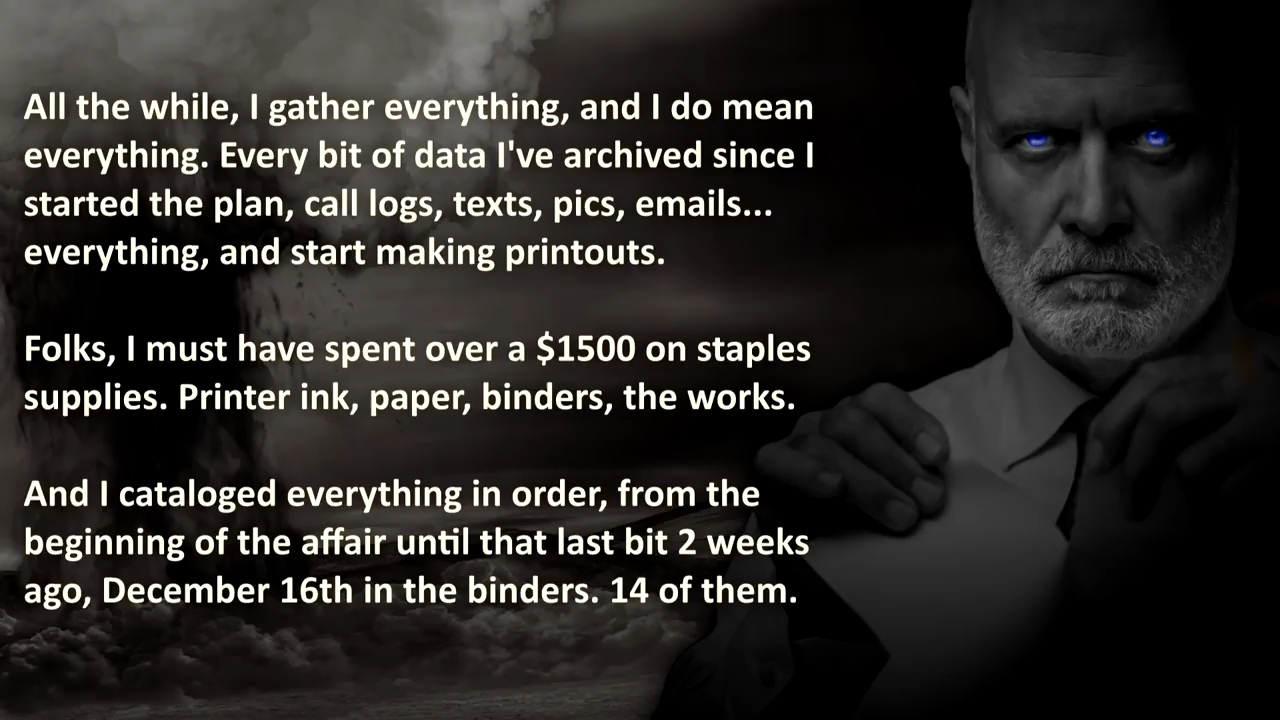 All the while, I gather everything, and I do mean
everything. Every bit of data I've archived since I
started the plan, call logs, texts, pics, emails...
everything, and start making printouts.
Folks, I must have spent over a $1500 on staples
supplies. Printer ink, paper, binders, the works.
And I cataloged everything in order, from the
beginning of the affair until that last bit 2 weeks
ago, December 16th in the binders. 14 of them.